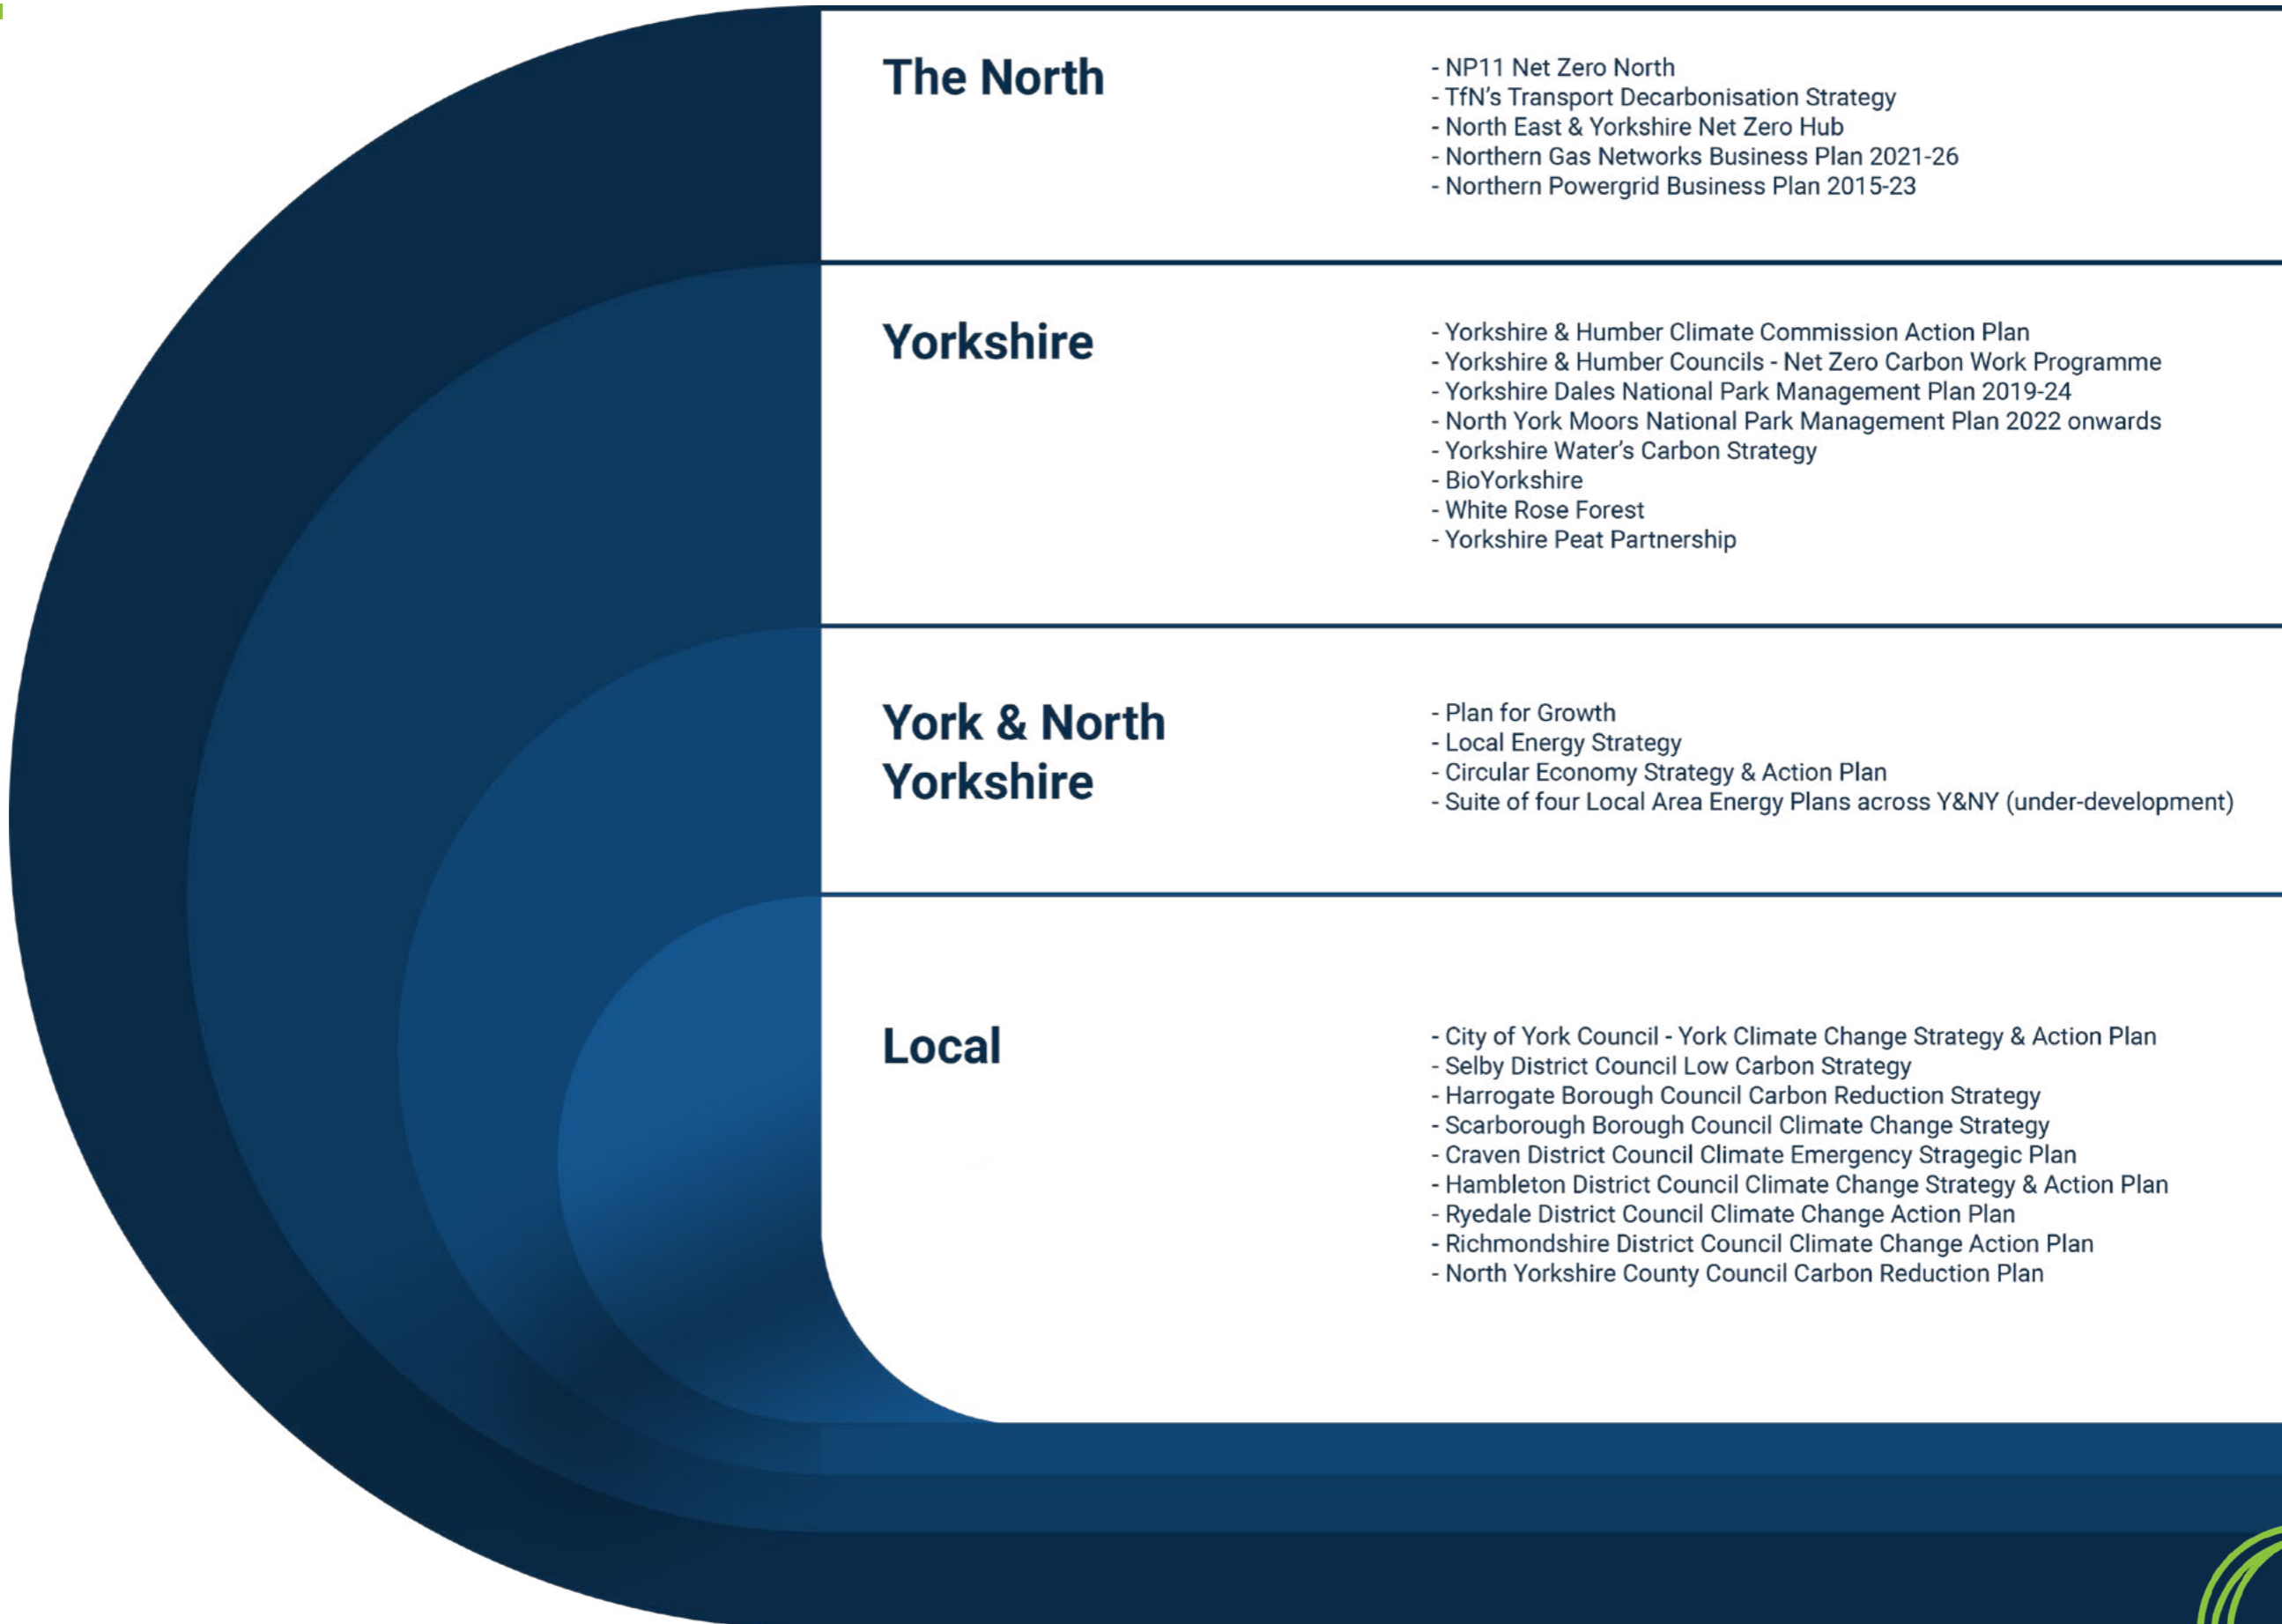 The North
- NP11 Net Zero North
- TfN's Transport Decarbonisation Strategy
- North East & Yorkshire Net Zero Hub
- Northern Gas Networks Business Plan 2021-26
- Northern Powergrid Business Plan 2015-23
Yorkshire
- Yorkshire & Humber Climate Commission Action Plan
- Yorkshire & Humber Councils - Net Zero Carbon Work Programme
- Yorkshire Dales National Park Management Plan 2019-24
- North York Moors National Park Management Plan 2022 onwards
- Yorkshire Water's Carbon Strategy
- BioYorkshire
- White Rose Forest
- Yorkshire Peat Partnership
York & North
Yorkshire
- Plan for Growth
- Local Energy Strategy
- Circular Economy Strategy & Action Plan
- Suite of four Local Area Energy Plans across Y&NY (under-development)
Local
- City of York Council - York Climate Change Strategy & Action Plan
- Selby District Council Low Carbon Strategy
- Harrogate Borough Council Carbon Reduction Strategy
- Scarborough Borough Council Climate Change Strategy
- Craven District Council Climate Emergency Stragegic Plan
- Hambleton District Council Climate Change Strategy & Action Plan
- Ryedale District Council Climate Change Action Plan
- Richmondshire District Council Climate Change Action Plan
- North Yorkshire County Council Carbon Reduction Plan